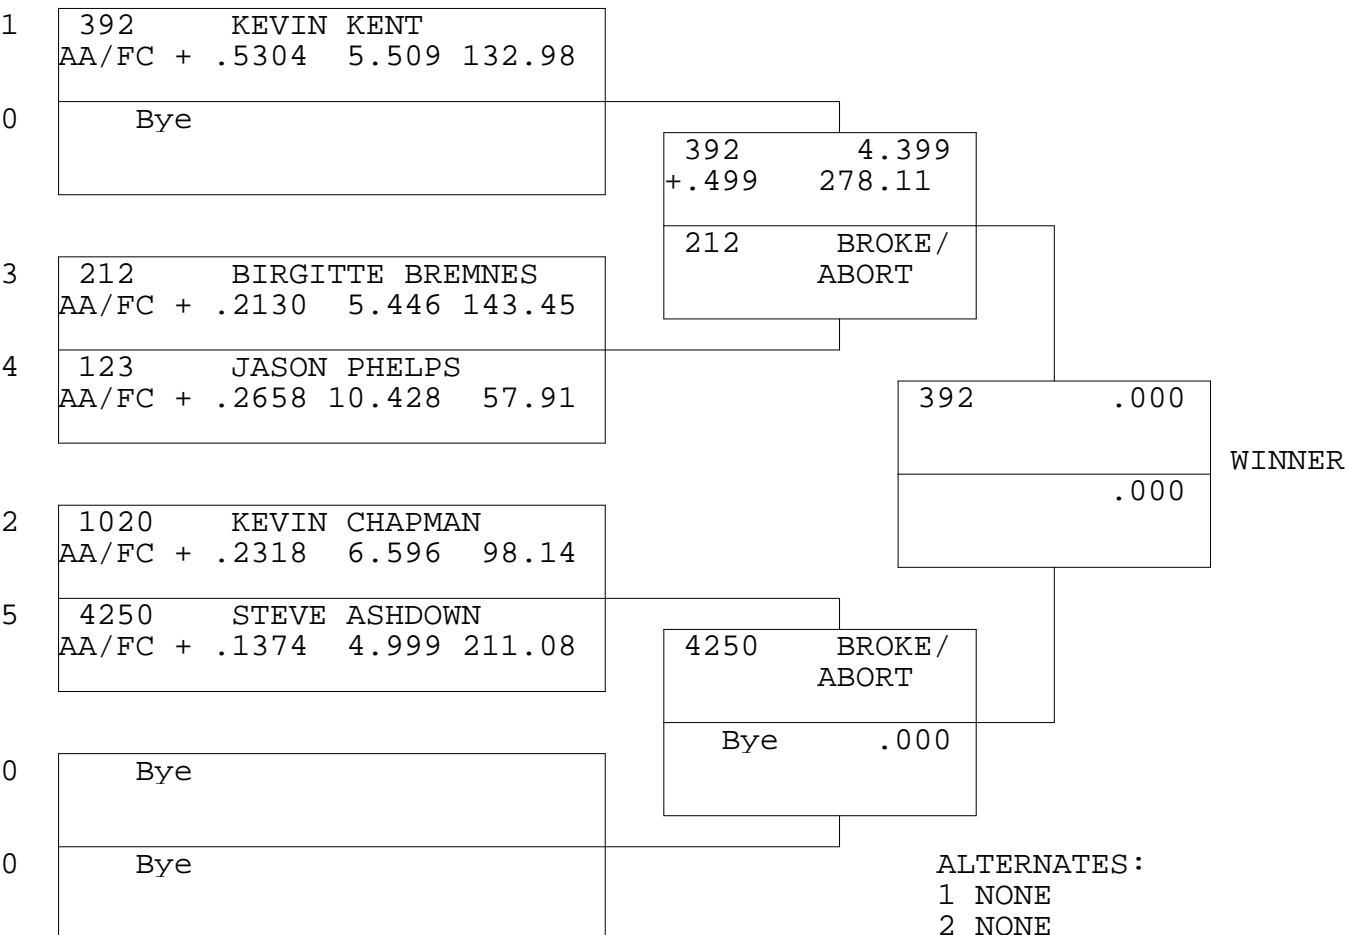 1 392 KEVIN KENT
AA/FC + .5304 5.509 132.98
0 Bye
392 4.399
+.499 278.11
212 BROKE/
ABORT
3 212 BIRGITTE BREMNES
AA/FC + .2130 5.446 143.45
4 123 JASON PHELPS
AA/FC + .2658 10.428 57.91
392 .000
WINNER
.000
2 1020 KEVIN CHAPMAN
AA/FC + .2318 6.596 98.14
5 4250 STEVE ASHDOWN
AA/FC + .1374 4.999 211.08
4250 BROKE/
ABORT
Bye .000
0 Bye
0 Bye
ALTERNATES:
1 NONE
2 NONE